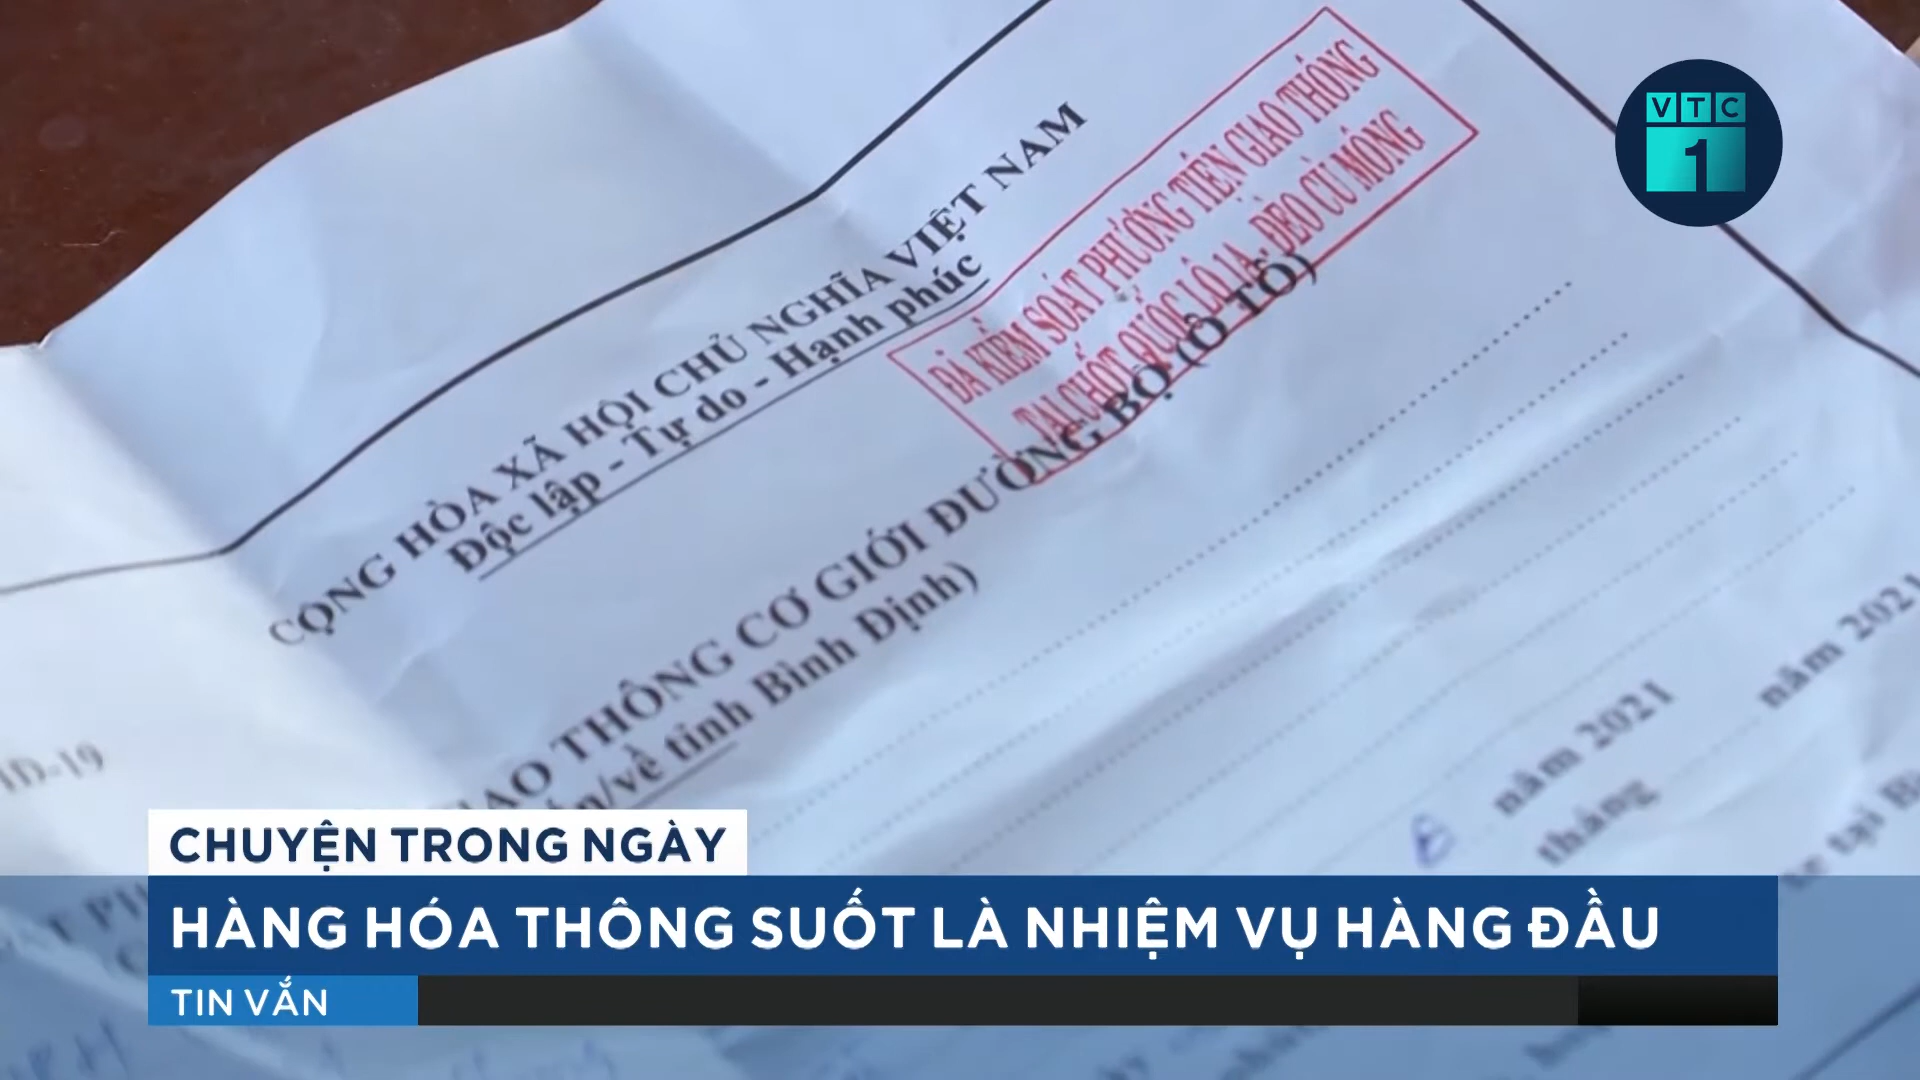 VTC
1
ĐÃ KIỂM SOÁT PHƯƠNG TIỆN GIAO THÔNG
TẠI CHỐT QUỐC LỘ 1A, ĐÈO CÙ MÔNG
CỘNG HÒA XÃ HỘI CHỦ NGHĨA VIỆT NAM
Độc lập - Tự do - Hạnh phúc
THÔNG CƠ GIỚI ĐƯỜNG BỘ (Ô TÔ)
/về tỉnh Bình Định)
năm 2021
năm 2021
tháng
tại
CHUYỆN TRONG NGÀY
HÀNG HÓA THÔNG SUỐT LÀ NHIỆM VỤ HÀNG ĐẦU
TIN VẮN